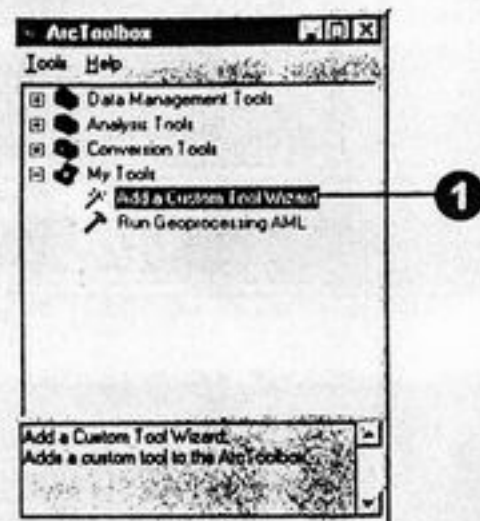 ArcToolbox
Tools Help
Data Management Tools
Analysis Tools
Conversion Tools
My Tools
Add a Custom Tool Wizard
1
Run Geoprocessing AML
Add a Custom Tool Wizard:
Adds a custom tool to the ArcToolbox.